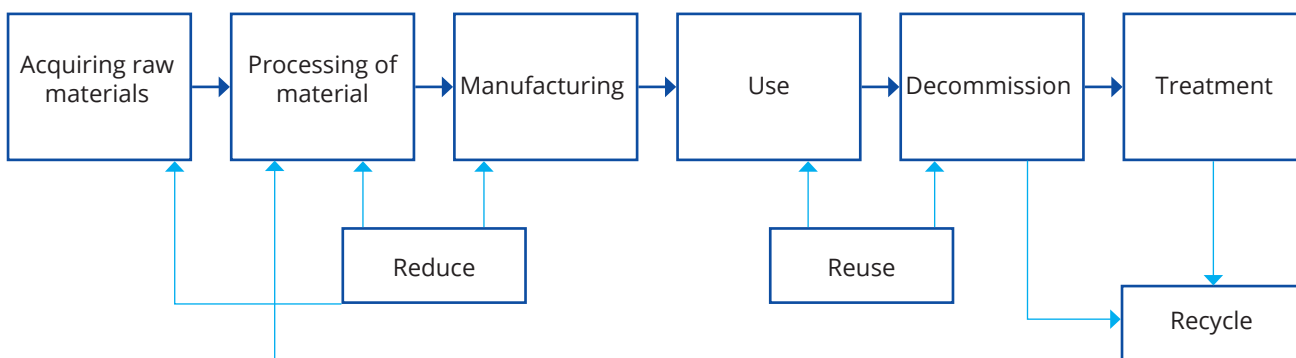 Acquiring raw
materials
Processing of
material
Manufacturing
Use
Decommission
Treatment
Reduce
Reuse
Recycle